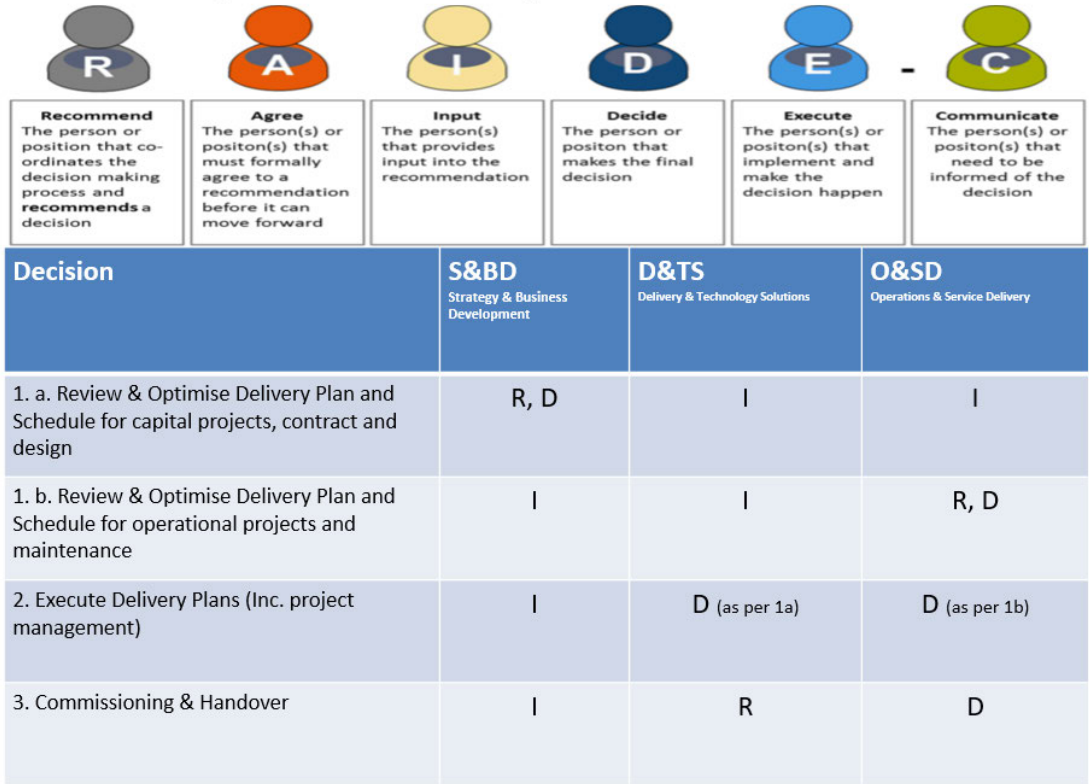 R A I D E - C
Recommend
The person or
position that co-
ordinates the
decision making
process and
recommends a
decision
Agree
The person(s) or
positon(s) that
must formally
agree to a
recommendation
before it can
move forward
Input
The person(s)
that provides
input into the
recommendation
Decide
The person or
positon that
makes the final
decision
Execute
The person(s) or
positon(s) that
implement and
make the
decision happen
Communicate
The person(s) or
positon(s) that
need to be
informed of the
decision
Decision
S&BD
Strategy & Business
Development
D&TS
Delivery & Technology Solutions
O&SD
Operations & Service Delivery
1. a. Review & Optimise Delivery Plan and
Schedule for capital projects, contract and
design
R, D
I
I
1. b. Review & Optimise Delivery Plan and
Schedule for operational projects and
maintenance
I
I
R, D
2. Execute Delivery Plans (Inc. project
management)
I
D (as per 1a)
D (as per 1b)
3. Commissioning & Handover
I
R
D